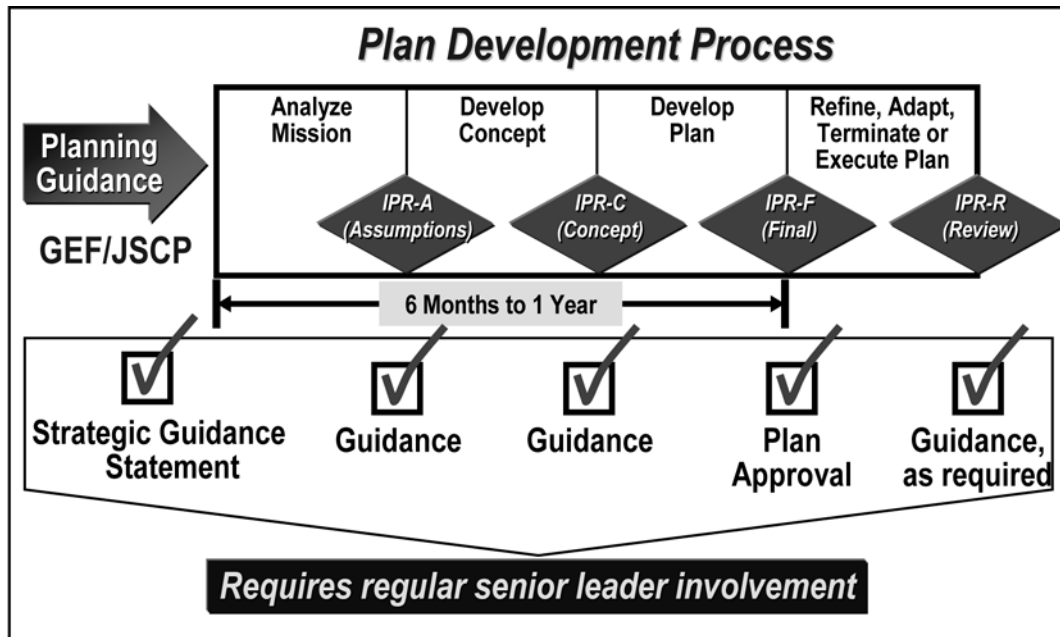 Plan Development Process
Planning
Guidance
GEF/JSCP
Analyze
Mission
Develop
Concept
Develop
Plan
Refine, Adapt,
Terminate or
Execute Plan
IPR-A
(Assumptions)
IPR-C
(Concept)
IPR-F
(Final)
IPR-R
(Review)
6 Months to 1 Year
Strategic Guidance
Statement
Guidance
Guidance
Plan
Approval
Guidance,
as required
Requires regular senior leader involvement